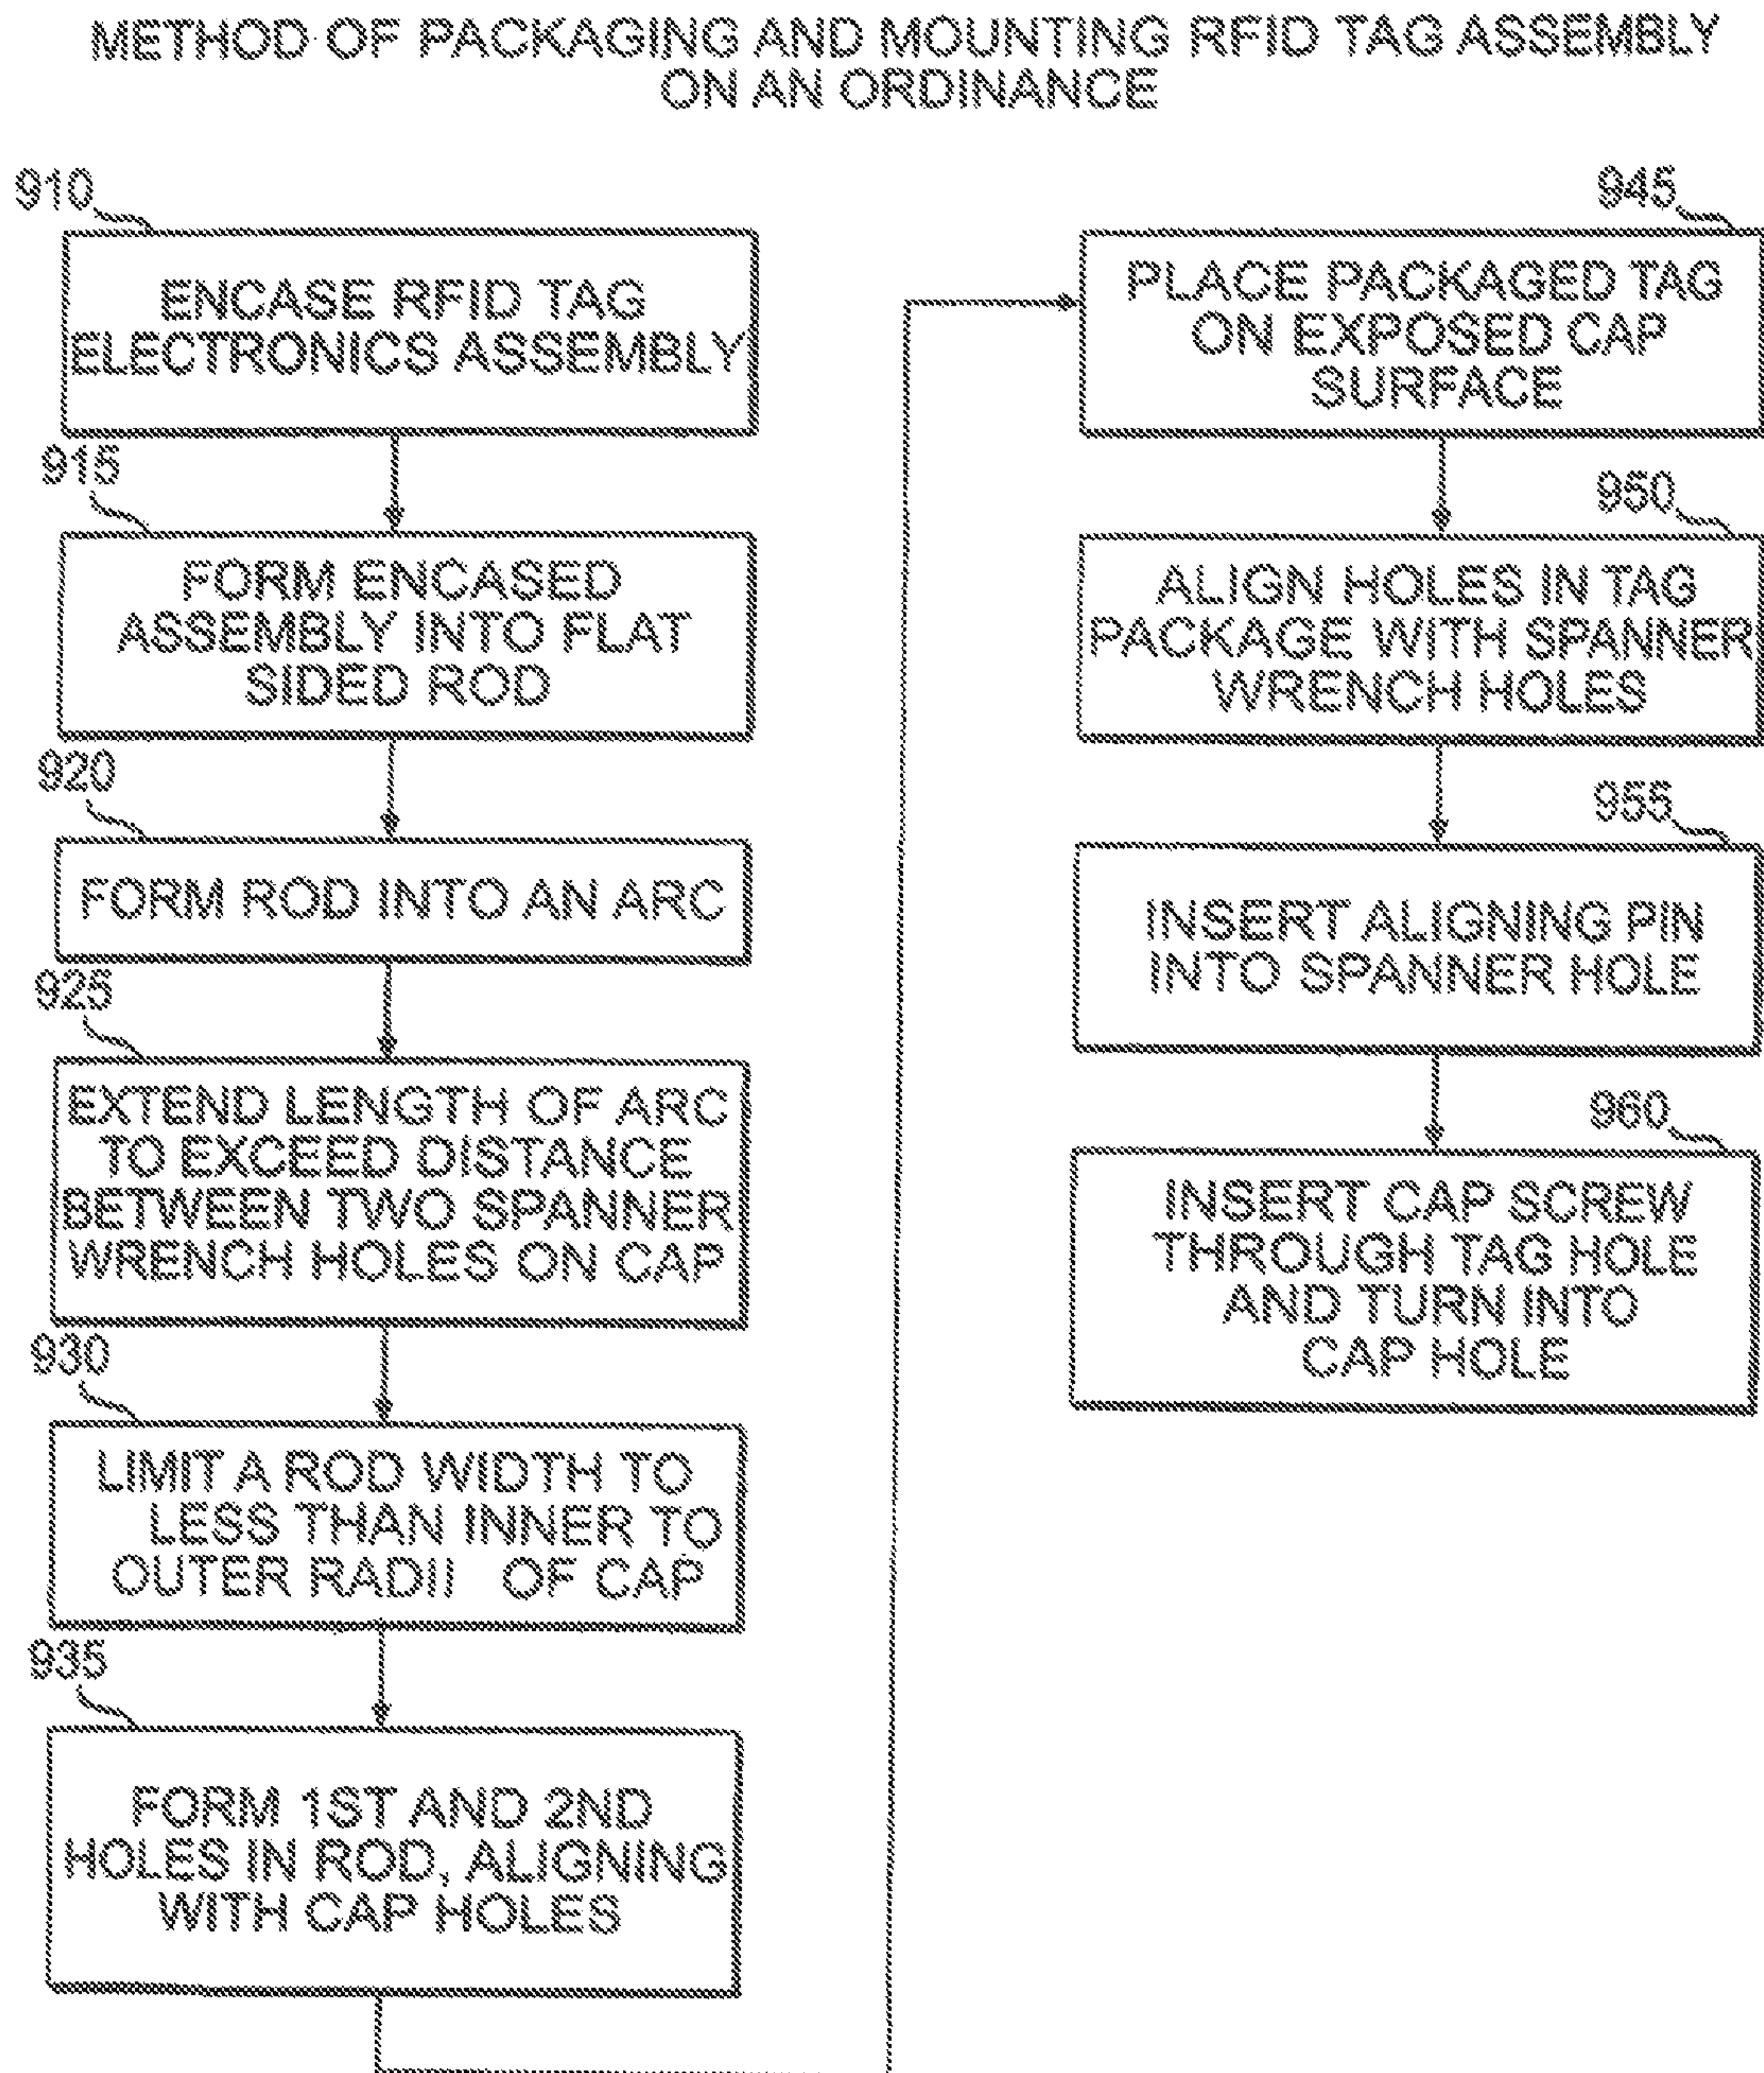 METHOD OF PACKAGING AND MOUNTING RFID TAG ASSEMBLY
ON AN ORDINANCE
910
ENCASE RFID TAG
ELECTRONICS ASSEMBLY
915
FORM ENCASED
ASSEMBLY INTO FLAT
SIDED ROD
920
FORM ROD INTO AN ARC
925
EXTEND LENGTH OF ARC
TO EXCEED DISTANCE
BETWEEN TWO SPANNER
WRENCH HOLES ON CAP
930
LIMIT A ROD WIDTH TO
LESS THAN INNER TO
OUTER RADII OF CAP
935
FORM 1ST AND 2ND
HOLES IN ROD, ALIGNING
WITH CAP HOLES
945
PLACE PACKAGED TAG
ON EXPOSED CAP
SURFACE
950
ALIGN HOLES IN TAG
PACKAGE WITH SPANNER
WRENCH HOLES
955
INSERT ALIGNING PIN
INTO SPANNER HOLE
960
INSERT CAP SCREW
THROUGH TAG HOLE
AND TURN INTO
CAP HOLE